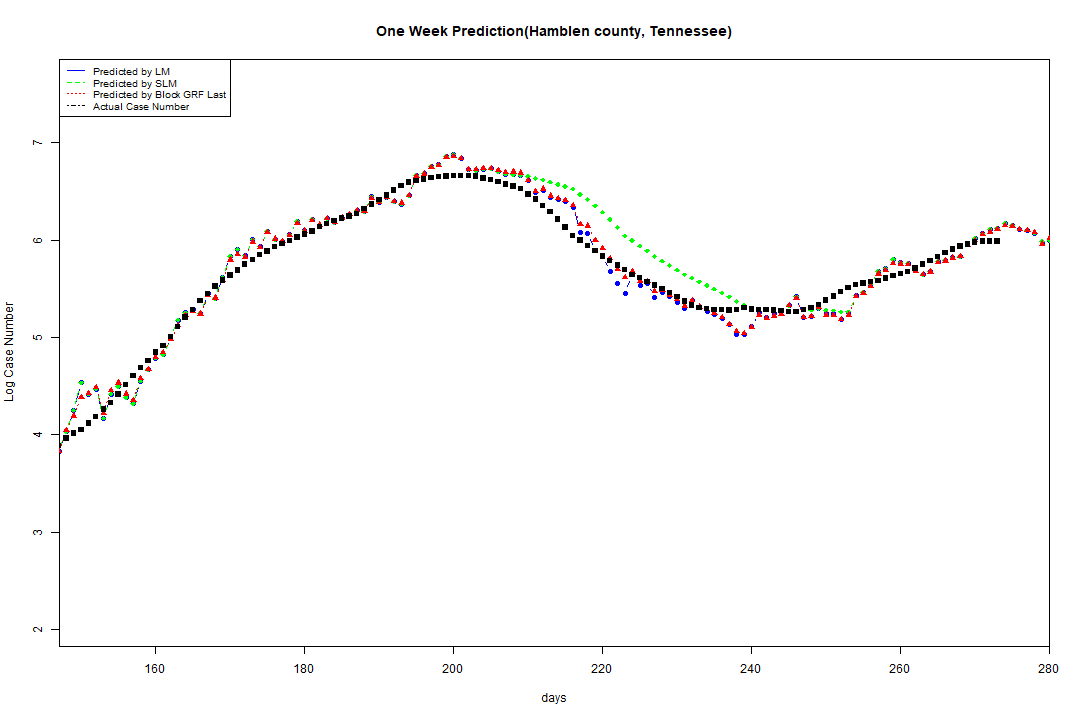 One Week Prediction(Hamblen county, Tennessee)
Predicted by LM
Predicted by SLM
Predicted by Block GRF Last
Actual Case Number
7
6
5
4
3
2
Log Case Number
160 180 200 220 240 260 280
days